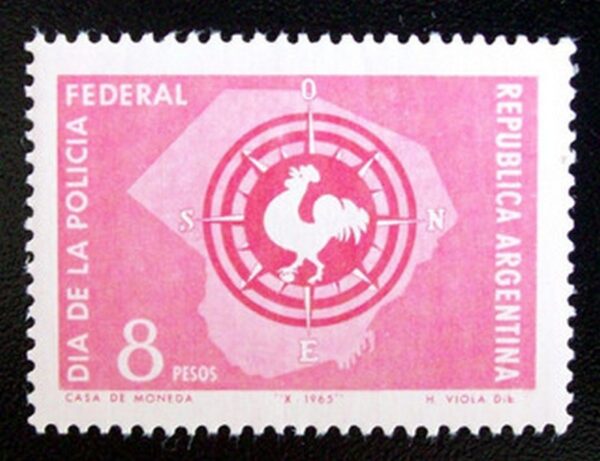 DIA DE LA POLICIA
FEDERAL
REPUBLICA ARGENTINA
O
S
N
E
8 PESOS
CASA DE MONEDA
"X - 1965"
H. VIOLA Dib.